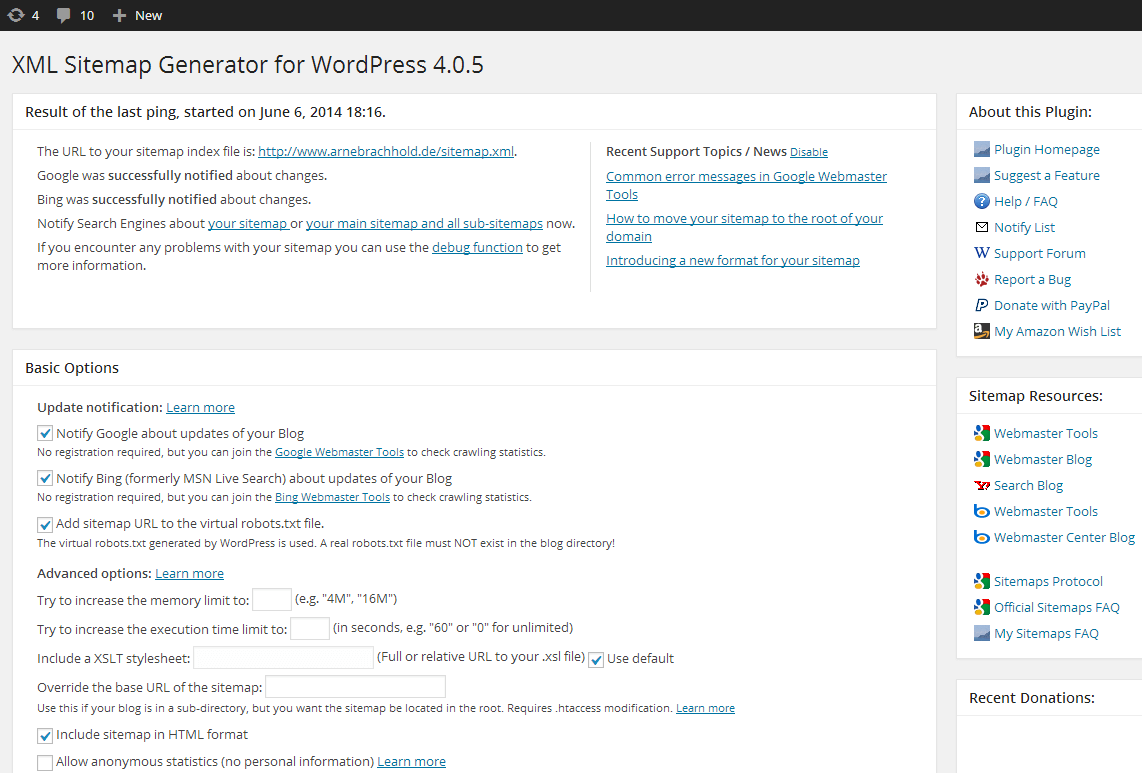 4 10 New
XML Sitemap Generator for WordPress 4.0.5
Result of the last ping, started on June 6, 2014 18:16.
The URL to your sitemap index file is: http://www.arnebrachhold.de/sitemap.xml.
Google was successfully notified about changes.
Bing was successfully notified about changes.
Notify Search Engines about your sitemap or your main sitemap and all sub-sitemaps now.
If you encounter any problems with your sitemap you can use the debug function to get
more information.
Recent Support Topics / News Disable
Common error messages in Google Webmaster
Tools
How to move your sitemap to the root of your
domain
Introducing a new format for your sitemap
Basic Options
Update notification: Learn more
Notify Google about updates of your Blog
No registration required, but you can join the Google Webmaster Tools to check crawling statistics.
Notify Bing (formerly MSN Live Search) about updates of your Blog
No registration required, but you can join the Bing Webmaster Tools to check crawling statistics.
Add sitemap URL to the virtual robots.txt file.
The virtual robots.txt generated by WordPress is used. A real robots.txt file must NOT exist in the blog directory!
Advanced options: Learn more
Try to increase the memory limit to: (e.g. "4M", "16M")
Try to increase the execution time limit to: (in seconds, e.g. "60" or "0" for unlimited)
Include a XSLT stylesheet: (Full or relative URL to your .xsl file) Use default
Override the base URL of the sitemap:
Use this if your blog is in a sub-directory, but you want the sitemap be located in the root. Requires .htaccess modification. Learn more
Include sitemap in HTML format
Allow anonymous statistics (no personal information) Learn more
About this Plugin:
Plugin Homepage
Suggest a Feature
Help / FAQ
Notify List
Support Forum
Report a Bug
Donate with PayPal
My Amazon Wish List
Sitemap Resources:
Webmaster Tools
Webmaster Blog
Search Blog
Webmaster Tools
Webmaster Center Blog
Sitemaps Protocol
Official Sitemaps FAQ
My Sitemaps FAQ
Recent Donations: